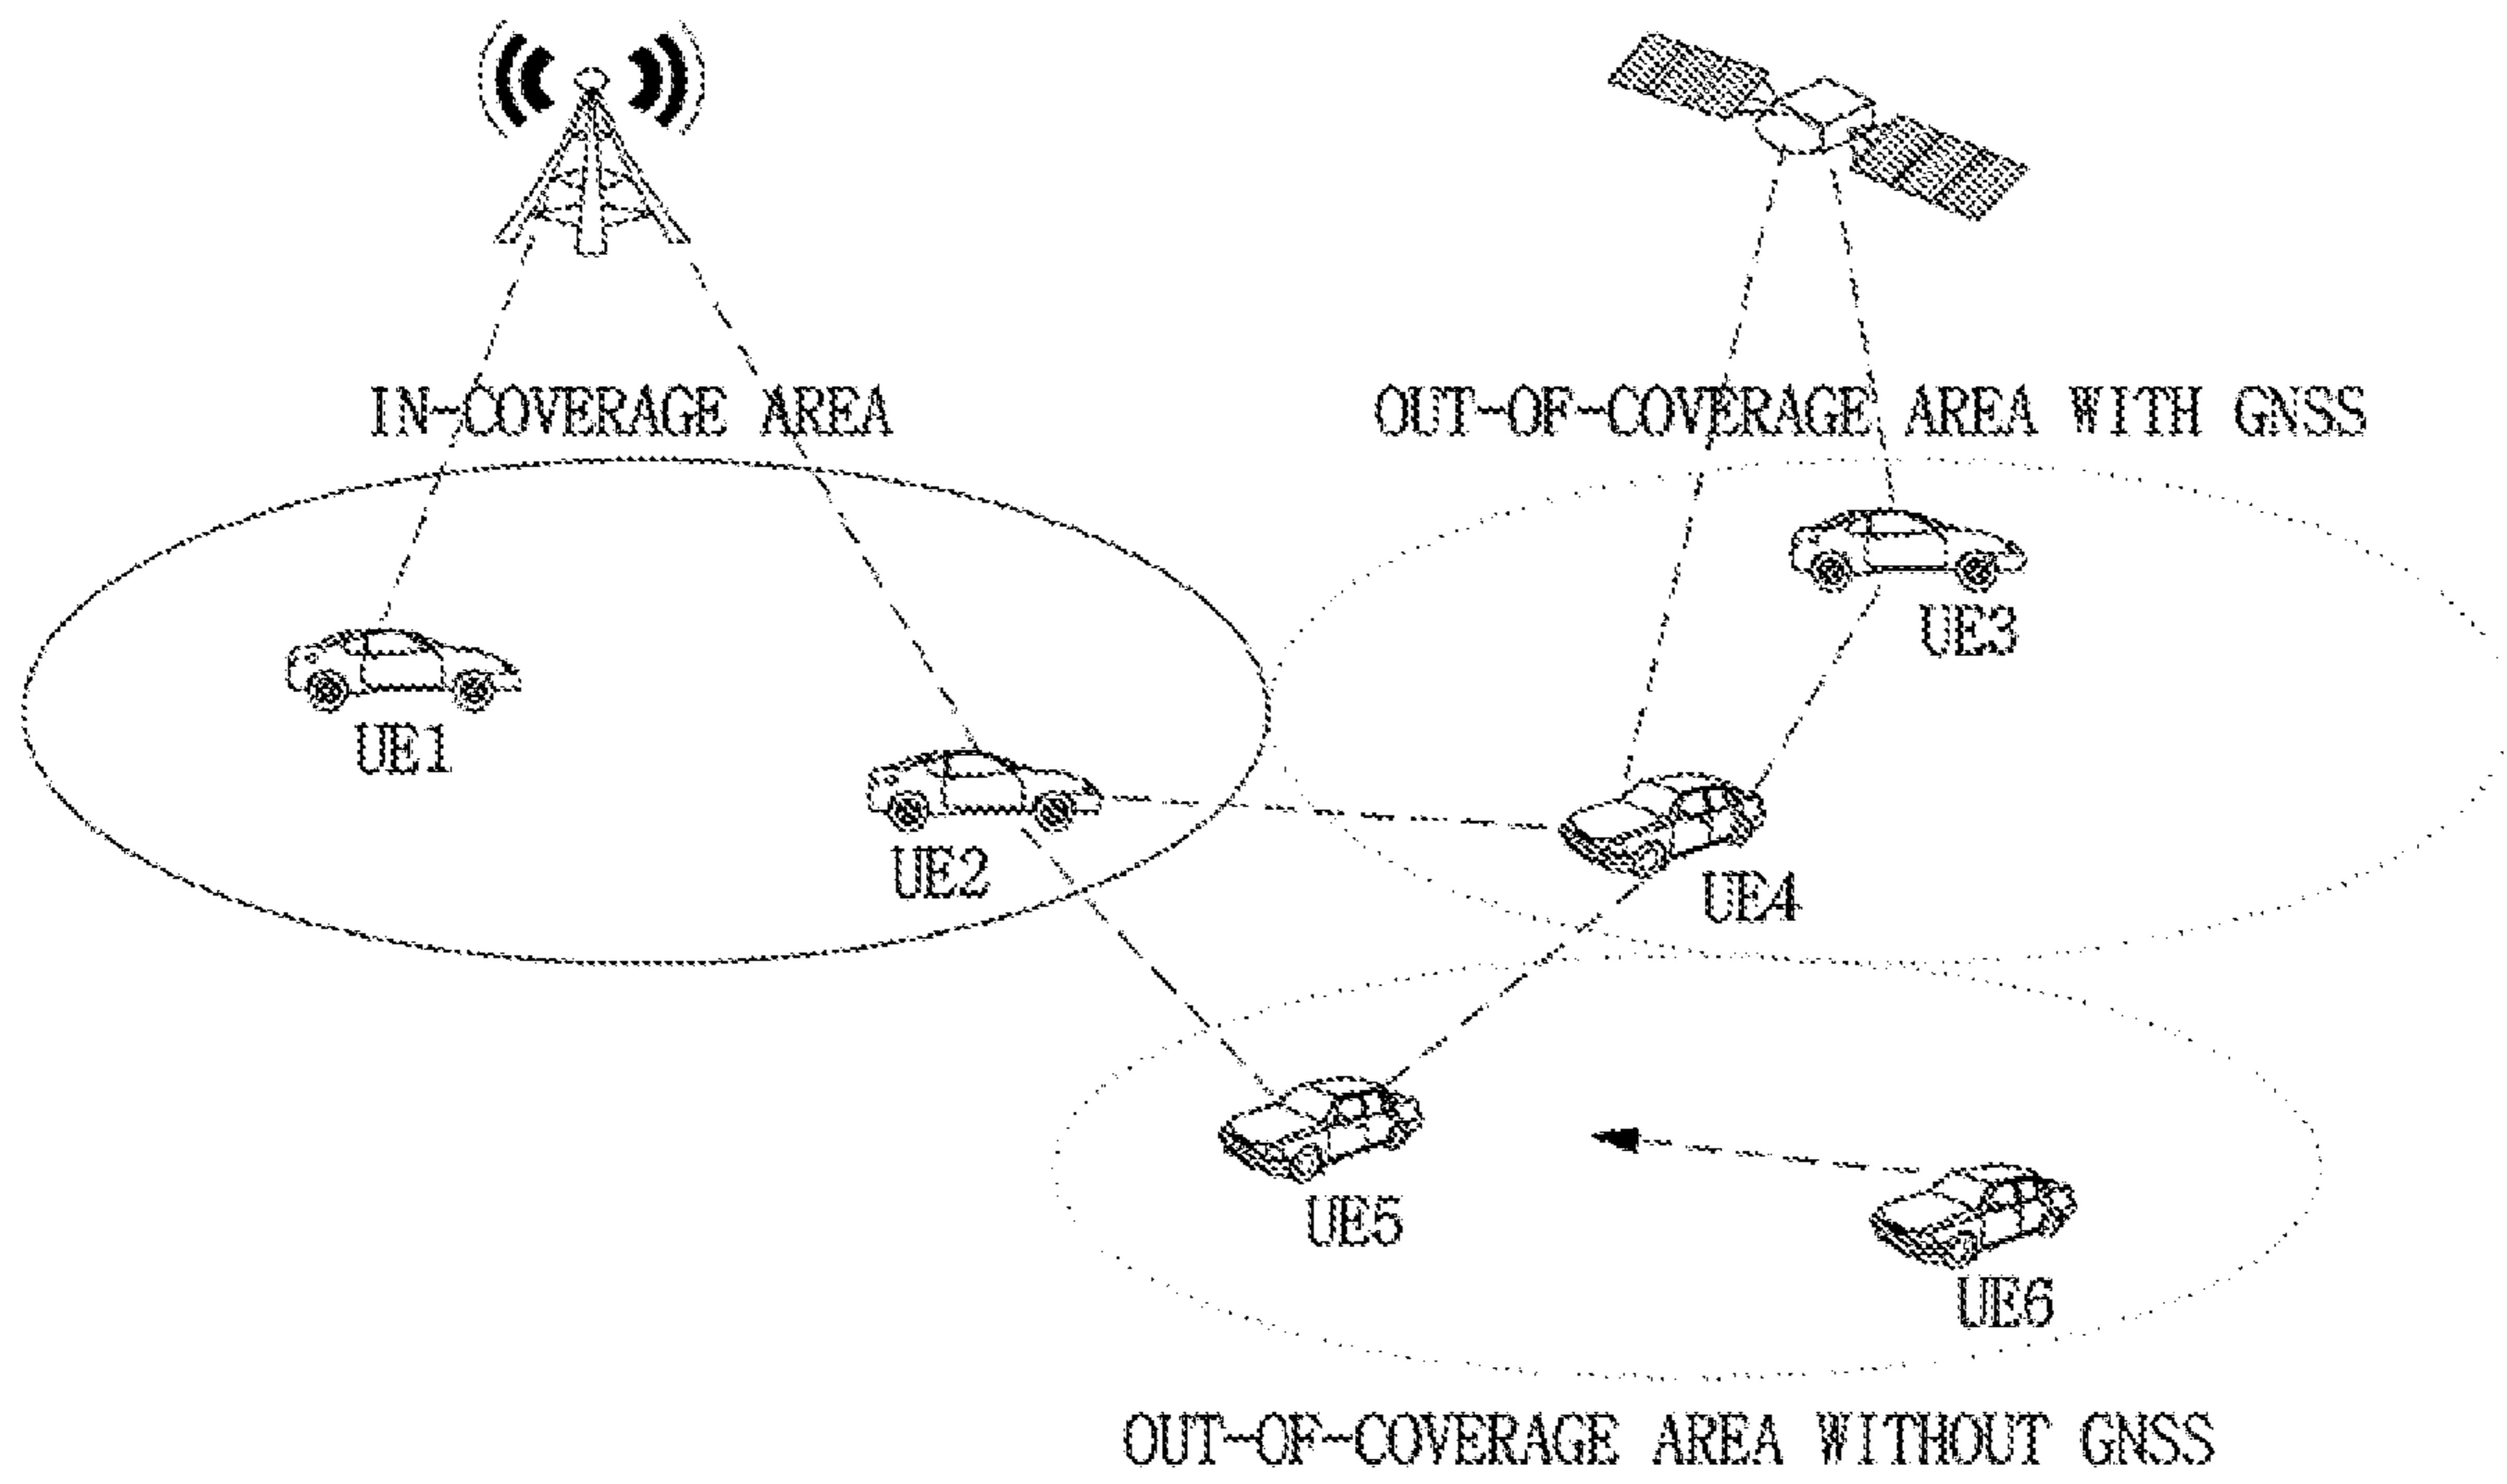 IN-COVERAGE AREA
OUT-OF-COVERAGE AREA WITH GNSS
UE3
UE1
UE2
UE4
UE5
UE6
OUT-OF-COVERAGE AREA WITHOUT GNSS